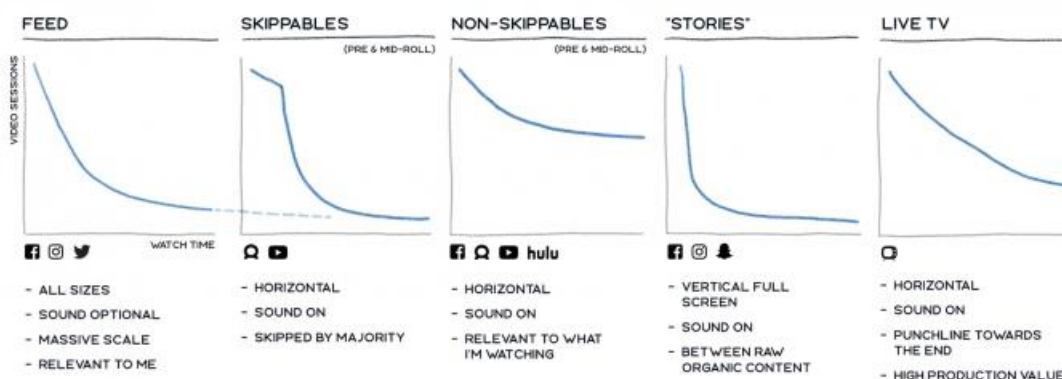 FEED
VIDEO SESSIONS
WATCH TIME
- ALL SIZES
- SOUND OPTIONAL
- MASSIVE SCALE
- RELEVANT TO ME
SKIPPABLES
(PRE & MID-ROLL)
- HORIZONTAL
- SOUND ON
- SKIPPED BY MAJORITY
NON-SKIPPABLES
(PRE & MID-ROLL)
hulu
- HORIZONTAL
- SOUND ON
- RELEVANT TO WHAT
I'M WATCHING
"STORIES"
- VERTICAL FULL
SCREEN
- SOUND ON
- BETWEEN RAW
ORGANIC CONTENT
LIVE TV
- HORIZONTAL
- SOUND ON
- PUNCHLINE TOWARDS
THE END
- HIGH PRODUCTION VALUE